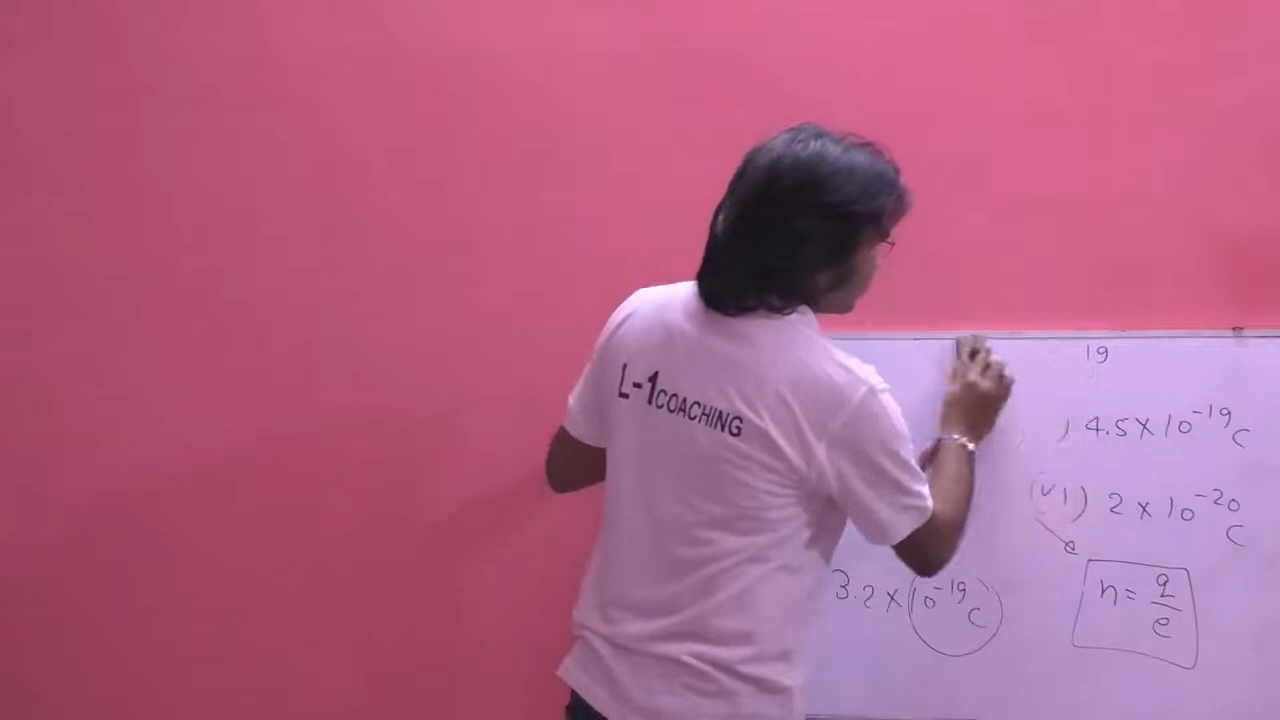 L-1COACHING
19
) 4.5 × 10⁻¹⁹ C
(VI) 2 × 10⁻²⁰ C
3.2 × 10⁻¹⁹ C
n = q/e